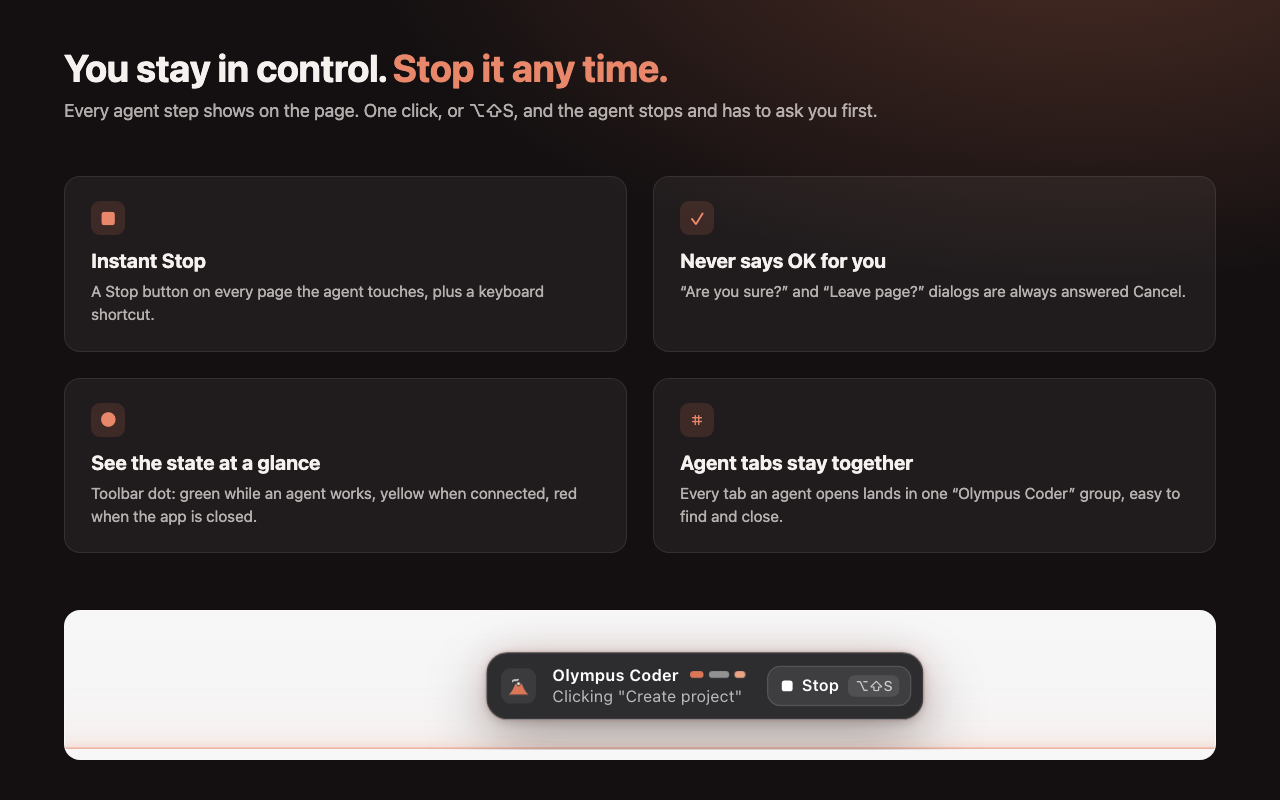 You stay in control. Stop it any time.
Every agent step shows on the page. One click, or ⌥⇧S, and the agent stops and has to ask you first.
Instant Stop
A Stop button on every page the agent touches, plus a keyboard
shortcut.
Never says OK for you
“Are you sure?” and “Leave page?” dialogs are always answered Cancel.
See the state at a glance
Toolbar dot: green while an agent works, yellow when connected, red
when the app is closed.
#
Agent tabs stay together
Every tab an agent opens lands in one “Olympus Coder” group, easy to
find and close.
Olympus Coder
Clicking "Create project"
Stop ⌥⇧S